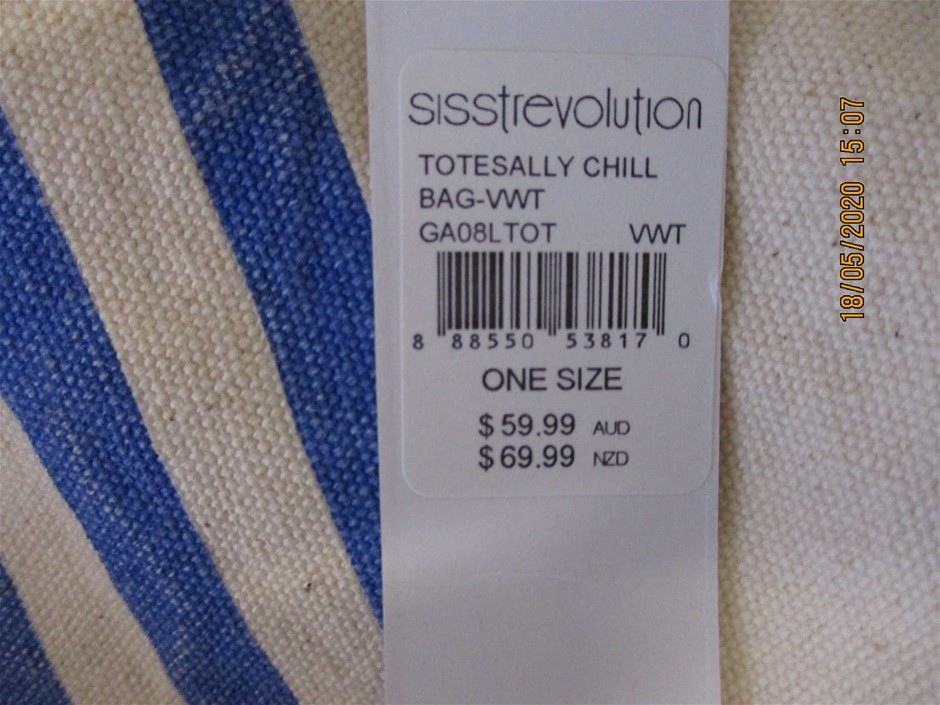 sisstrevolution
TOTESALLY CHILL
BAG-VWT
GA08LTOT VWT
8 88550 53817 0
ONE SIZE
$59.99 AUD
$69.99 NZD
18/05/2020 15:07